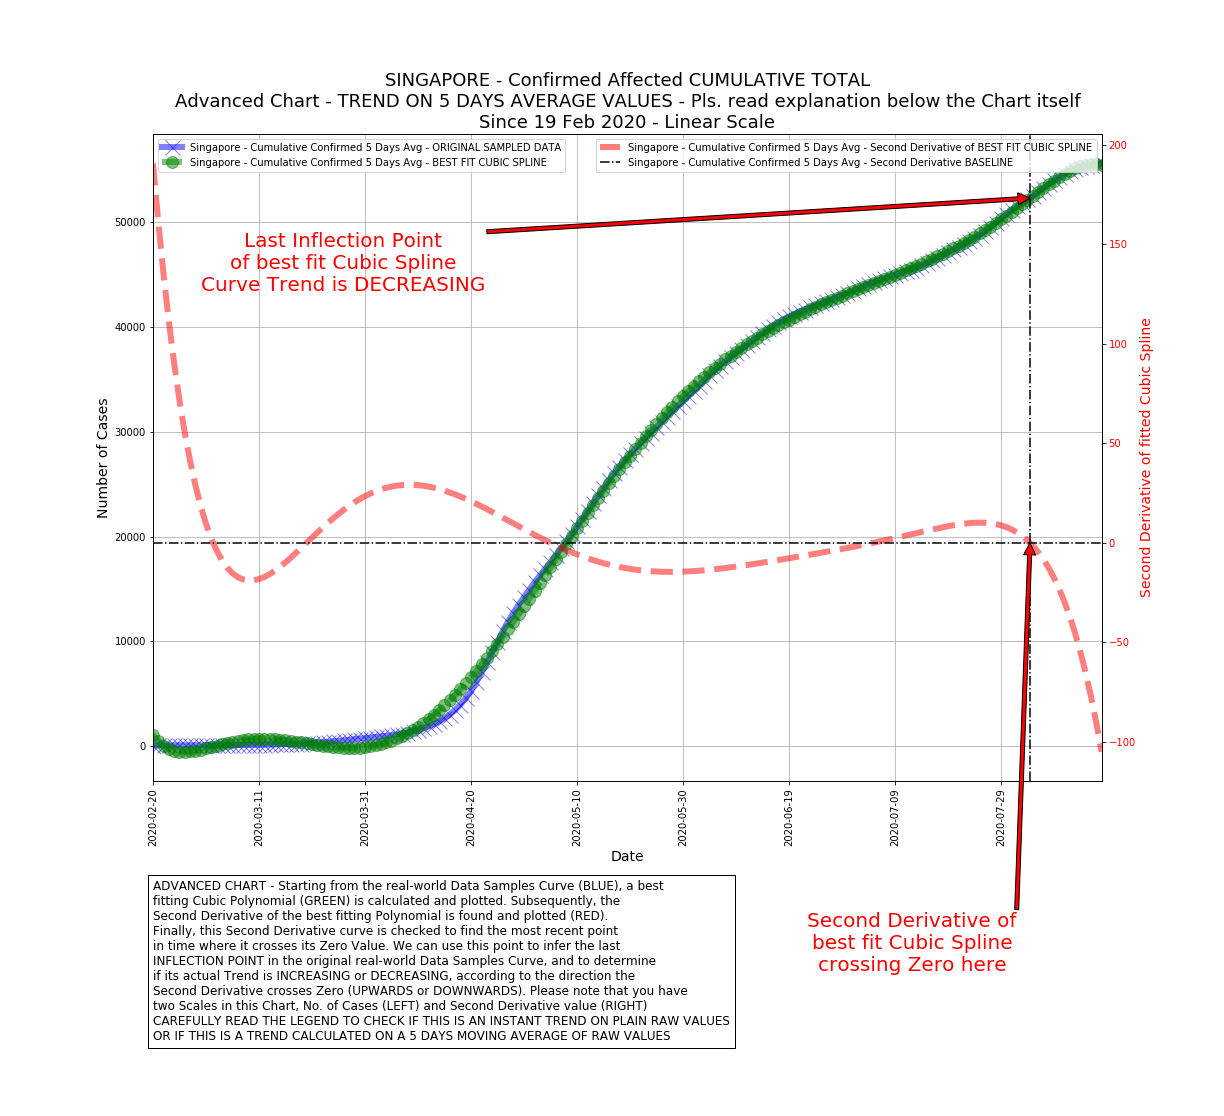 SINGAPORE - Confirmed Affected CUMULATIVE TOTAL
Advanced Chart - TREND ON 5 DAYS AVERAGE VALUES - Pls. read explanation below the Chart itself
Since 19 Feb 2020 - Linear Scale
Singapore - Cumulative Confirmed 5 Days Avg - ORIGINAL SAMPLED DATA
Singapore - Cumulative Confirmed 5 Days Avg - BEST FIT CUBIC SPLINE
Singapore - Cumulative Confirmed 5 Days Avg - Second Derivative of BEST FIT CUBIC SPLINE
Singapore - Cumulative Confirmed 5 Days Avg - Second Derivative BASELINE
Last Inflection Point
of best fit Cubic Spline
Curve Trend is DECREASING
Number of Cases
50000
40000
30000
20000
10000
0
200
150
100
50
0
−50
−100
Second Derivative of fitted Cubic Spline
2020-02-20
2020-03-11
2020-03-31
2020-04-20
2020-05-10
2020-05-30
2020-06-19
2020-07-09
2020-07-29
Date
ADVANCED CHART - Starting from the real-world Data Samples Curve (BLUE), a best
fitting Cubic Polynomial (GREEN) is calculated and plotted. Subsequently, the
Second Derivative of the best fitting Polynomial is found and plotted (RED).
Finally, this Second Derivative curve is checked to find the most recent point
in time where it crosses its Zero Value. We can use this point to infer the last
INFLECTION POINT in the original real-world Data Samples Curve, and to determine
if its actual Trend is INCREASING or DECREASING, according to the direction the
Second Derivative crosses Zero (UPWARDS or DOWNWARDS). Please note that you have
two Scales in this Chart, No. of Cases (LEFT) and Second Derivative value (RIGHT)
CAREFULLY READ THE LEGEND TO CHECK IF THIS IS AN INSTANT TREND ON PLAIN RAW VALUES
OR IF THIS IS A TREND CALCULATED ON A 5 DAYS MOVING AVERAGE OF RAW VALUES
Second Derivative of
best fit Cubic Spline
crossing Zero here